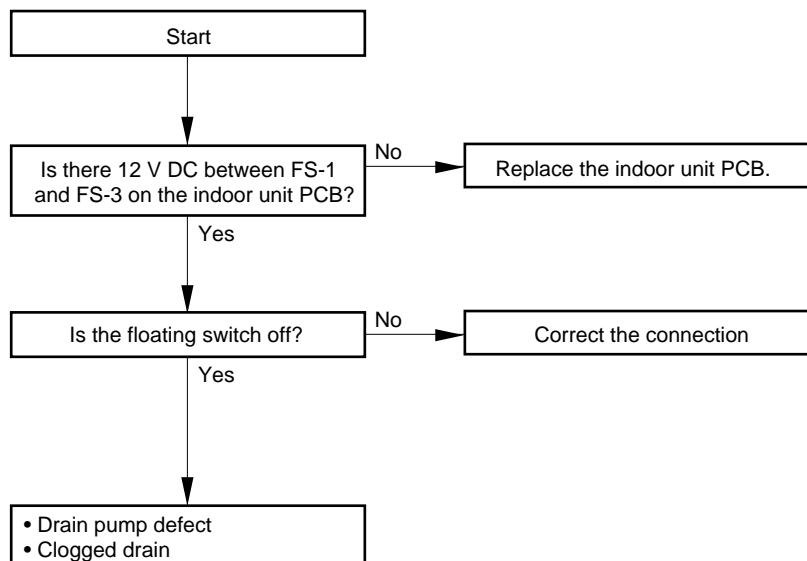 Start
Is there 12 V DC between FS-1
and FS-3 on the indoor unit PCB?
No
Replace the indoor unit PCB.
Yes
Is the floating switch off?
No
Correct the connection
Yes
• Drain pump defect
• Clogged drain